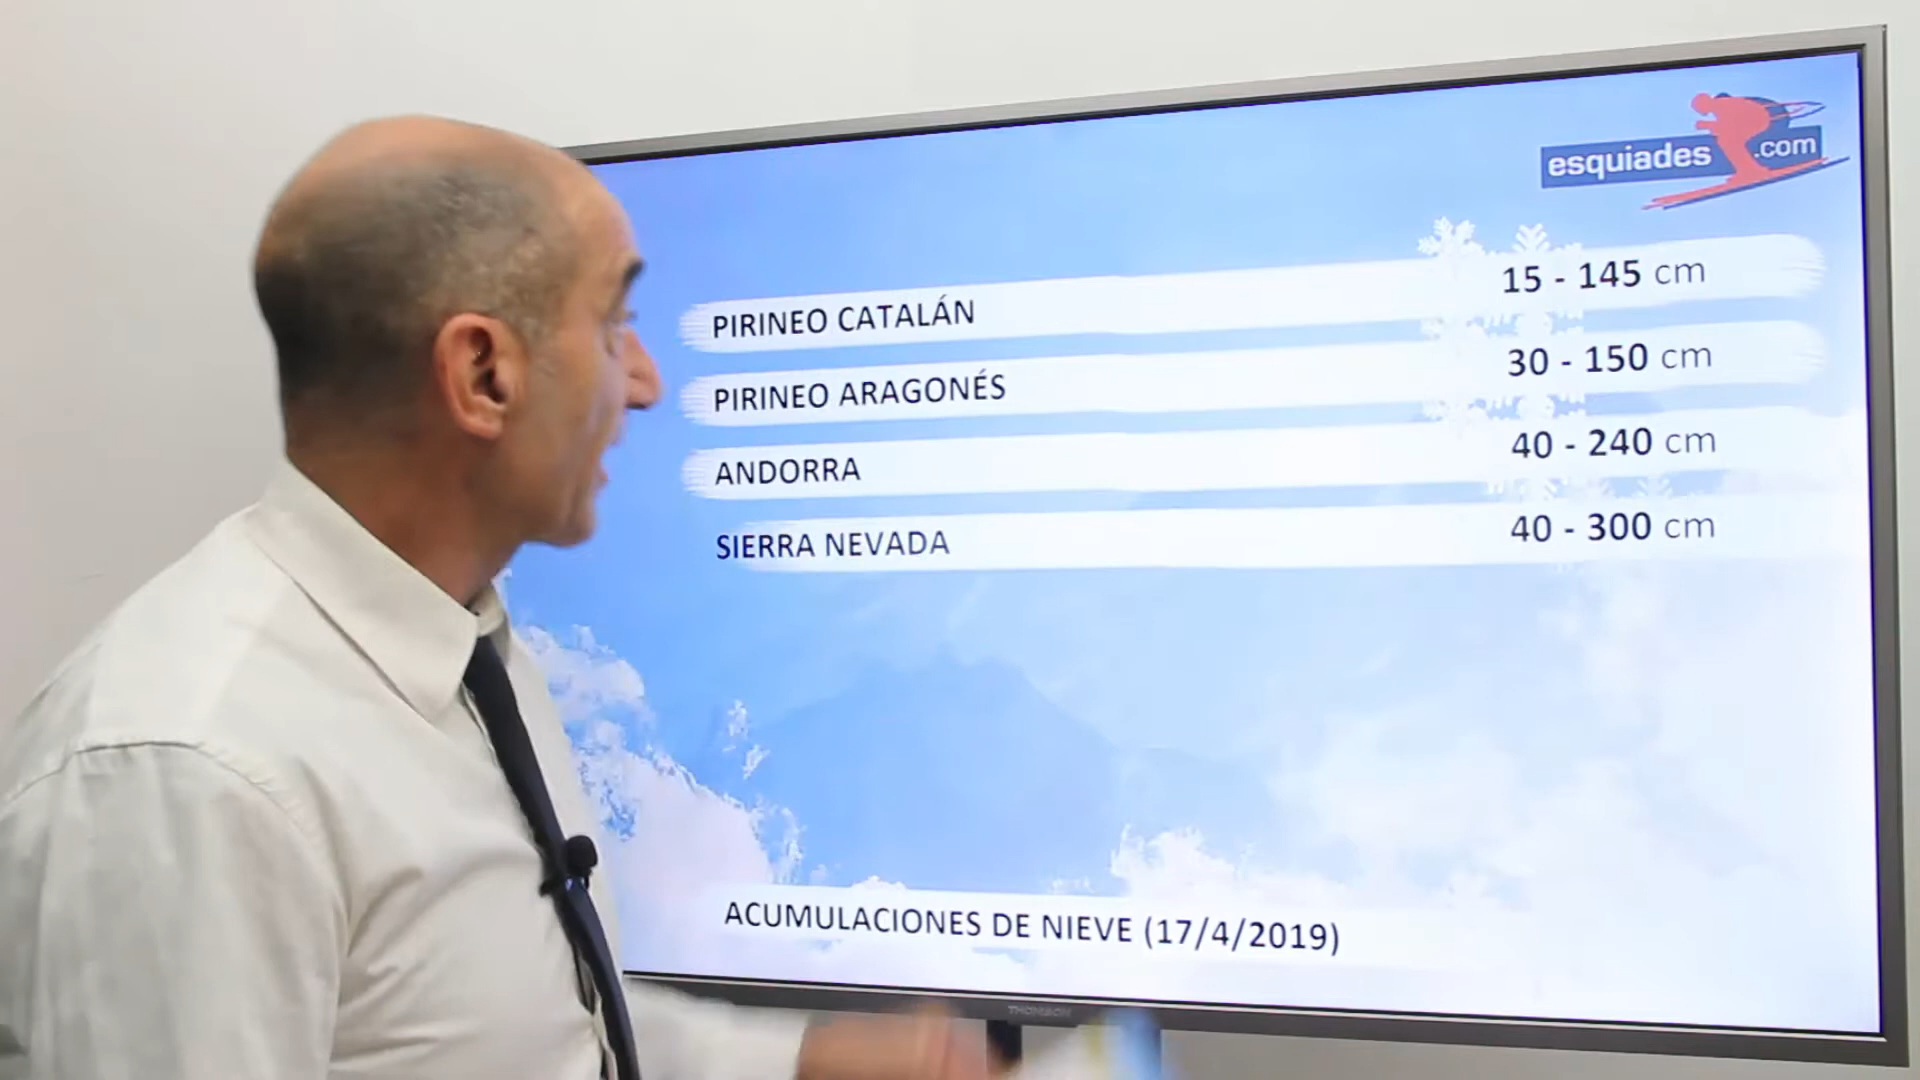 esquiades.com
PIRINEO CATALÁN 15 - 145 cm
PIRINEO ARAGONÉS 30 - 150 cm
ANDORRA 40 - 240 cm
SIERRA NEVADA 40 - 300 cm
ACUMULACIONES DE NIEVE (17/4/2019)
THOMSON